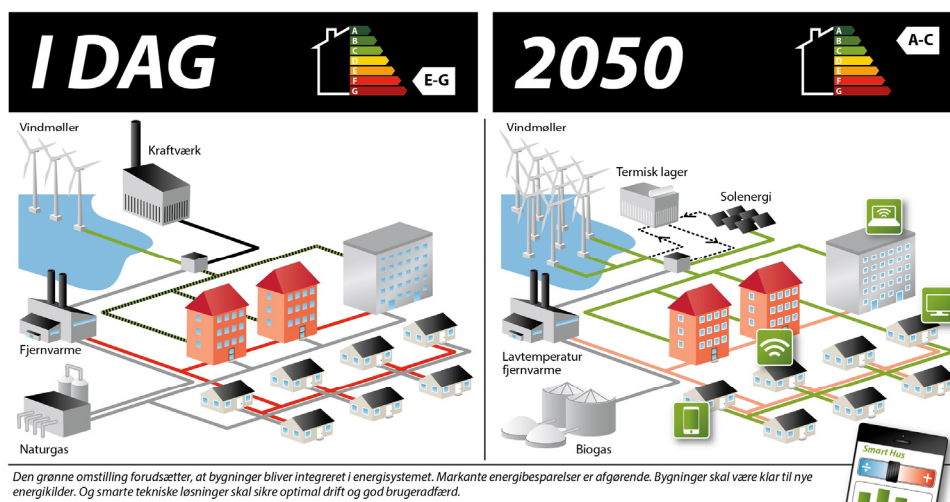 I DAG
A
B
C
D
E
F
G
E-G
2050
A
B
C
D
E
F
G
A-C
Vindmøller
Kraftværk
Fjernvarme
Naturgas
Vindmøller
Termisk lager
Solenergi
Lavtemperatur
fjernvarme
Biogas
Smart Hus
Den grønne omstilling forudsætter, at bygninger bliver integreret i energisystemet. Markante energibesparelser er afgørende. Bygninger skal være klar til nye
energikilder. Og smarte tekniske løsninger skal sikre optimal drift og god brugeradfærd.